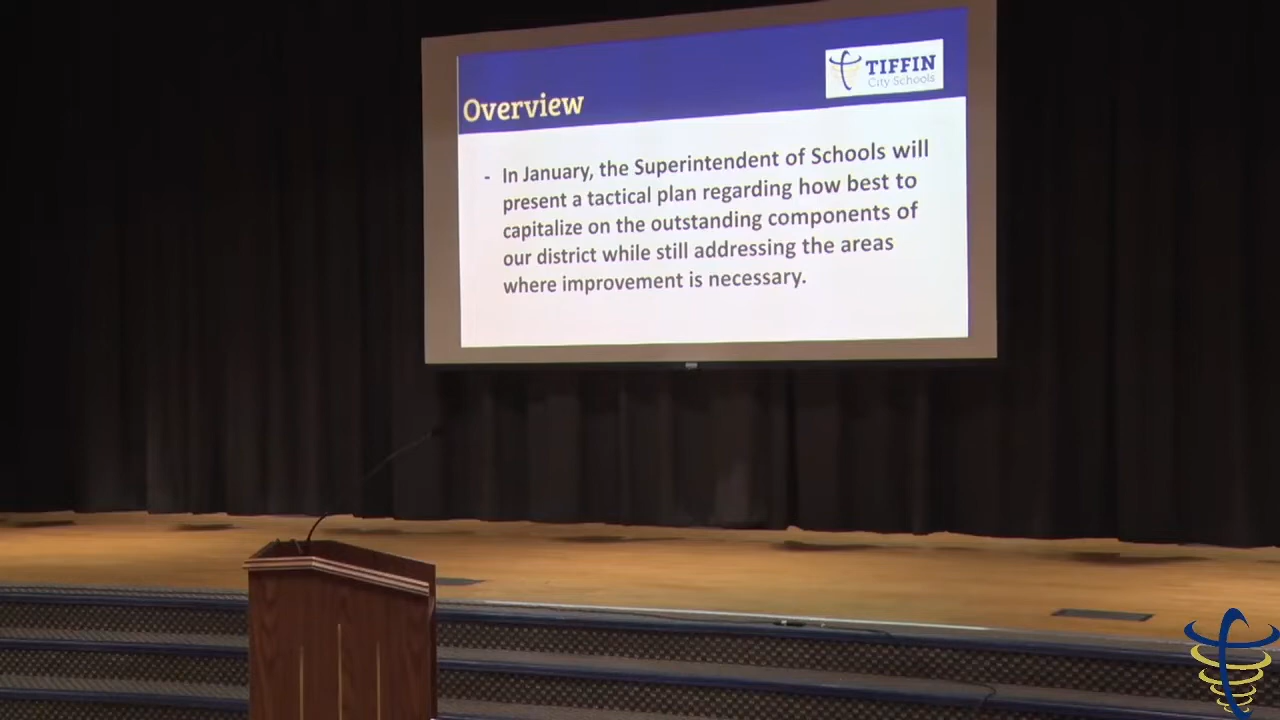 TIFFIN
City Schools
Overview
- In January, the Superintendent of Schools will
present a tactical plan regarding how best to
capitalize on the outstanding components of
our district while still addressing the areas
where improvement is necessary.